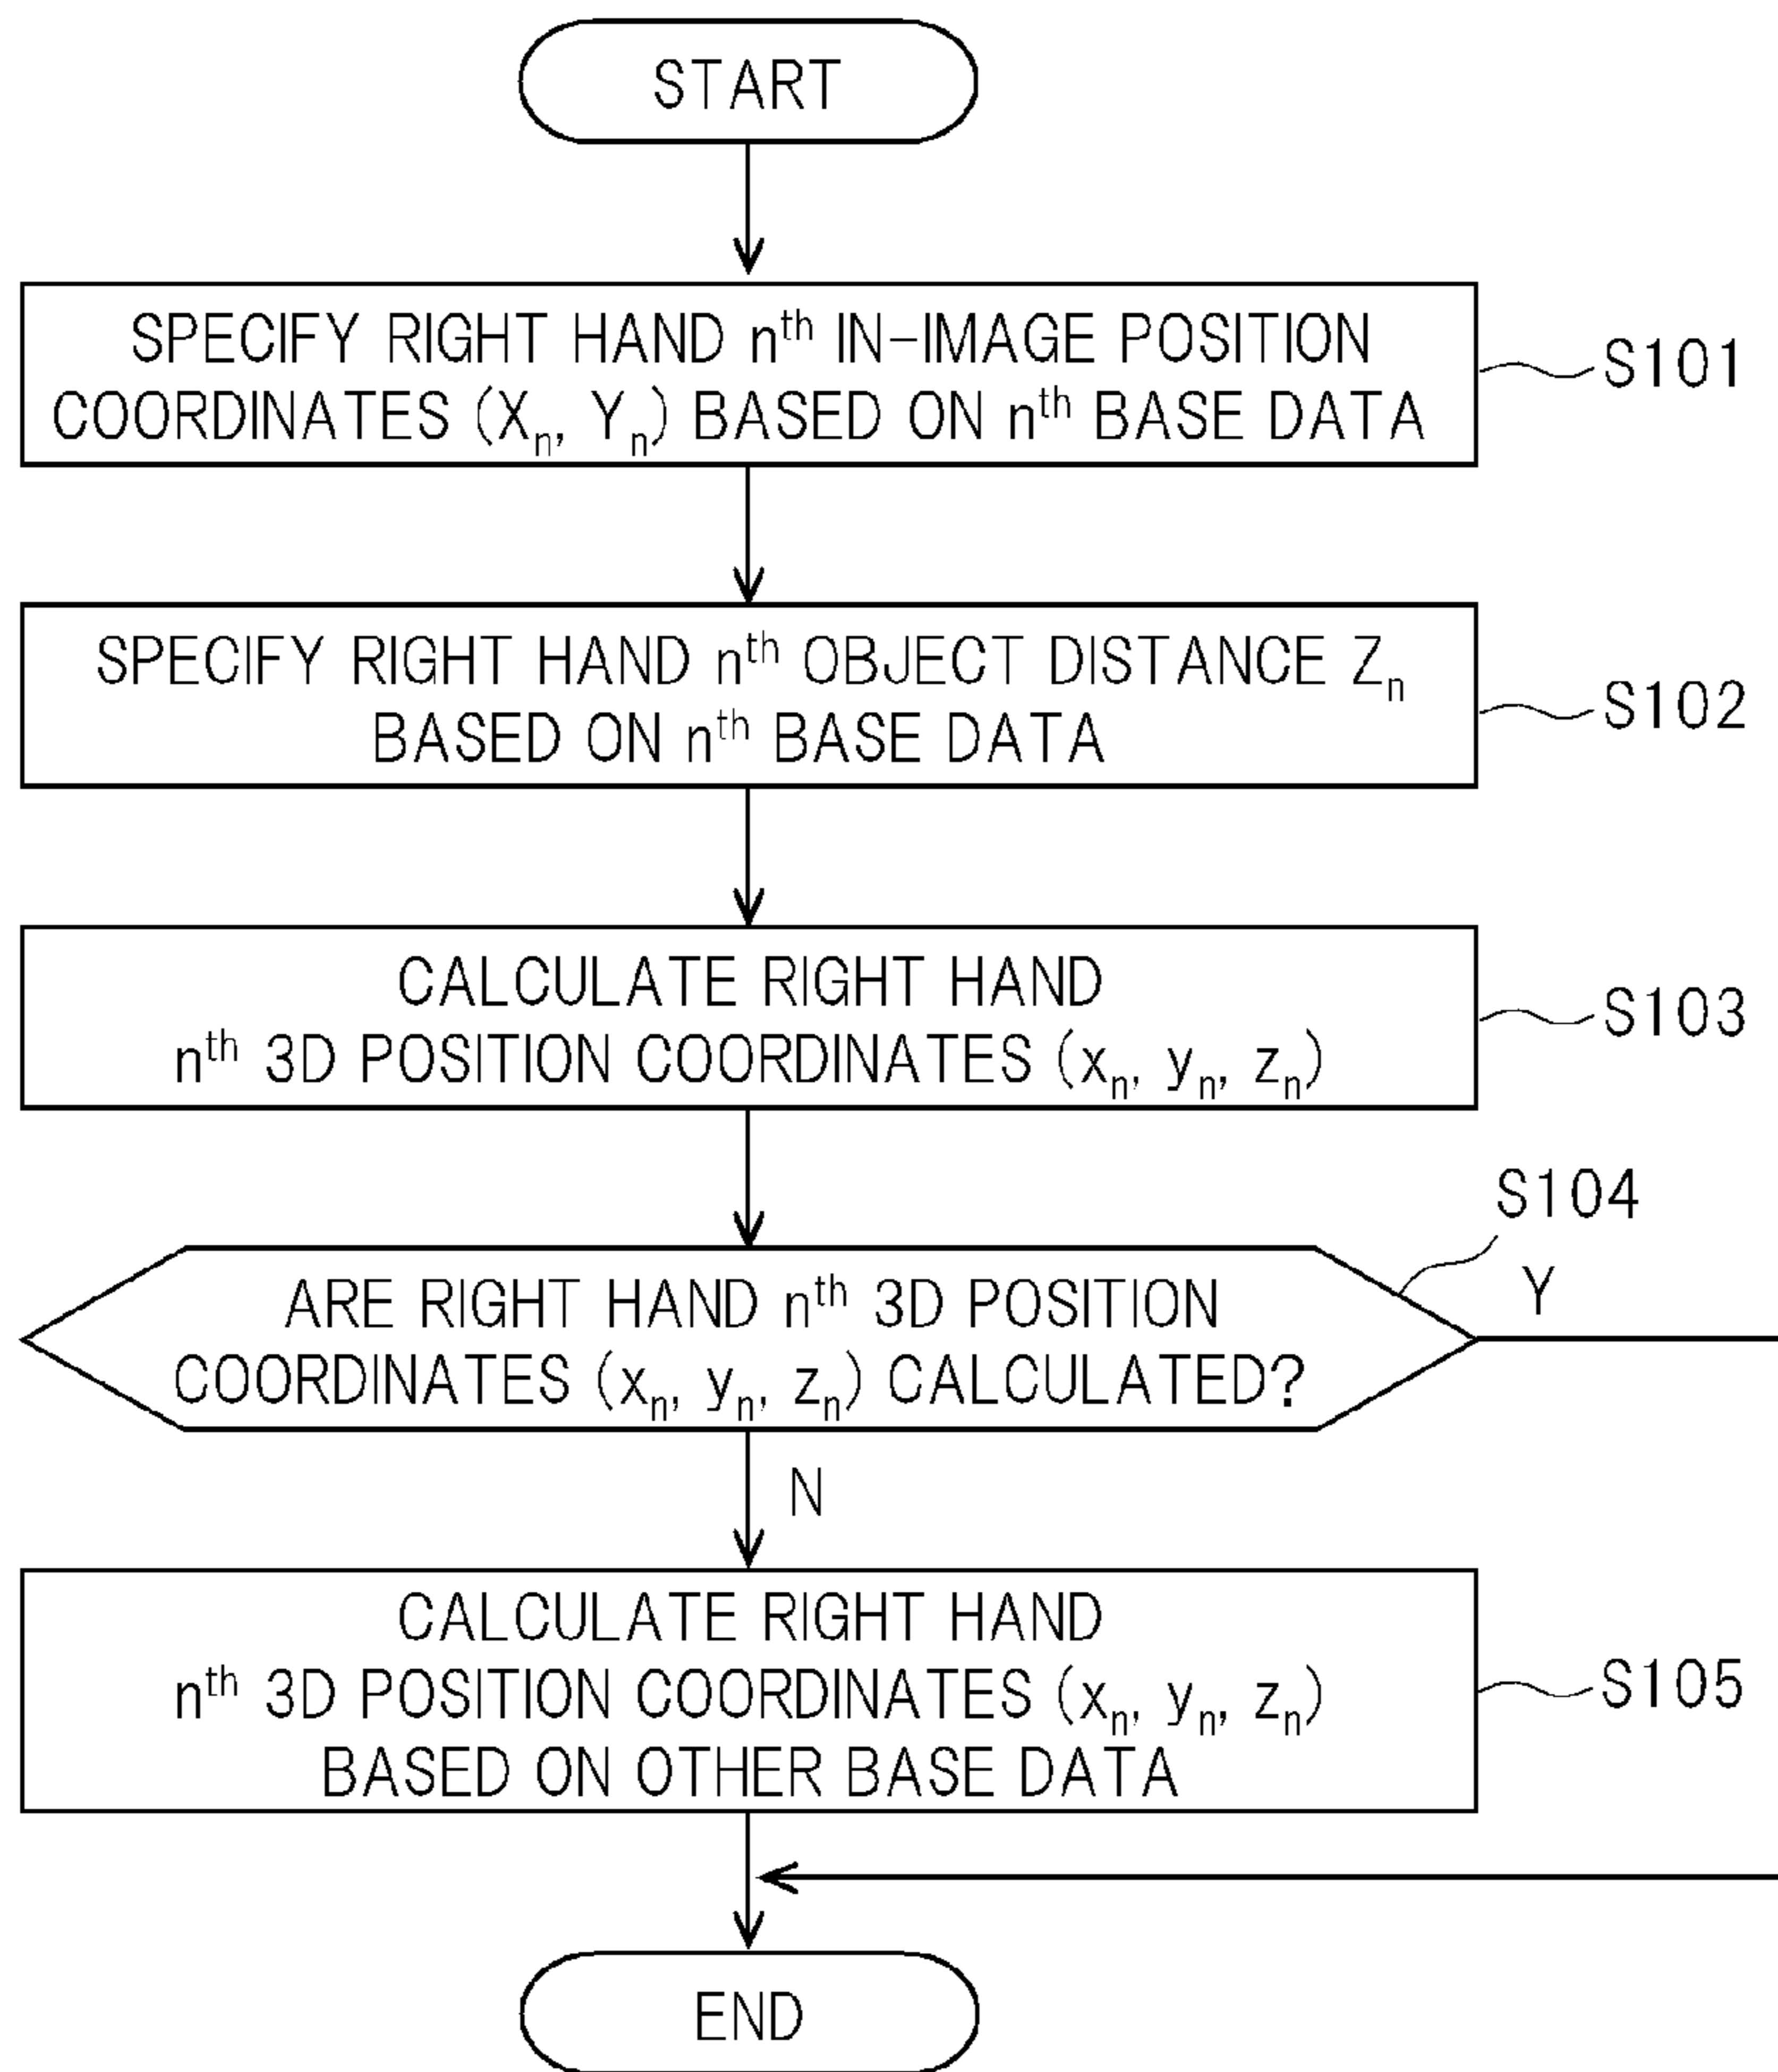 START
SPECIFY RIGHT HAND nth IN-IMAGE POSITION
COORDINATES (Xn, Yn) BASED ON nth BASE DATA
S101
SPECIFY RIGHT HAND nth OBJECT DISTANCE Zn
BASED ON nth BASE DATA
S102
CALCULATE RIGHT HAND
nth 3D POSITION COORDINATES (xn, yn, zn)
S103
S104
ARE RIGHT HAND nth 3D POSITION
COORDINATES (xn, yn, zn) CALCULATED?
Y
N
CALCULATE RIGHT HAND
nth 3D POSITION COORDINATES (xn, yn, zn)
BASED ON OTHER BASE DATA
S105
END